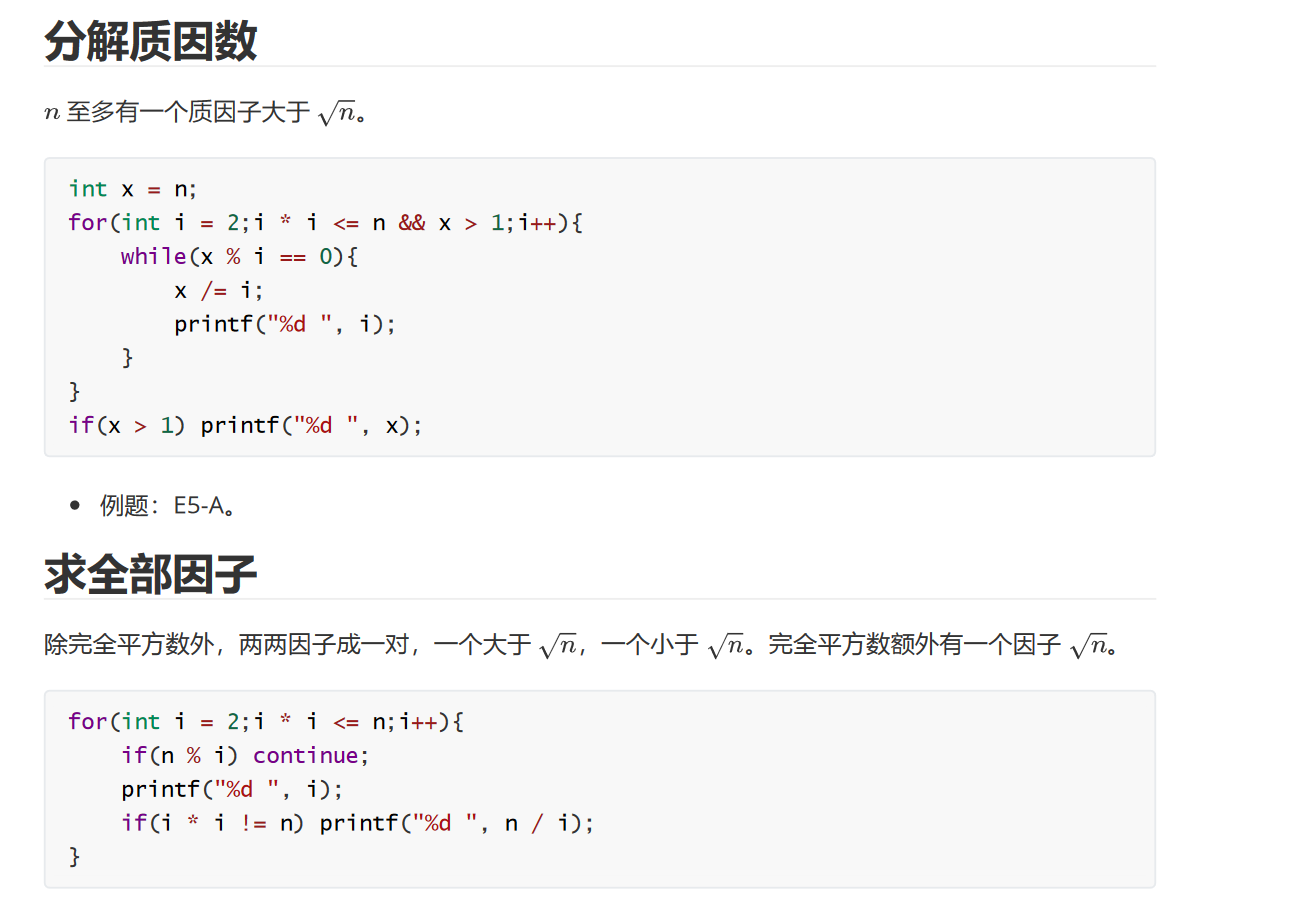 分解质因数
n 至多有一个质因子大于 √n。
int x = n;
for(int i = 2;i * i <= n && x > 1;i++){
    while(x % i == 0){
        x /= i;
        printf("%d ", i);
    }
}
if(x > 1) printf("%d ", x);
• 例题：E5-A。
求全部因子
除完全平方数外，两两因子成一对，一个大于 √n，一个小于 √n。完全平方数额外有一个因子 √n。
for(int i = 2;i * i <= n;i++){
    if(n % i) continue;
    printf("%d ", i);
    if(i * i != n) printf("%d ", n / i);
}